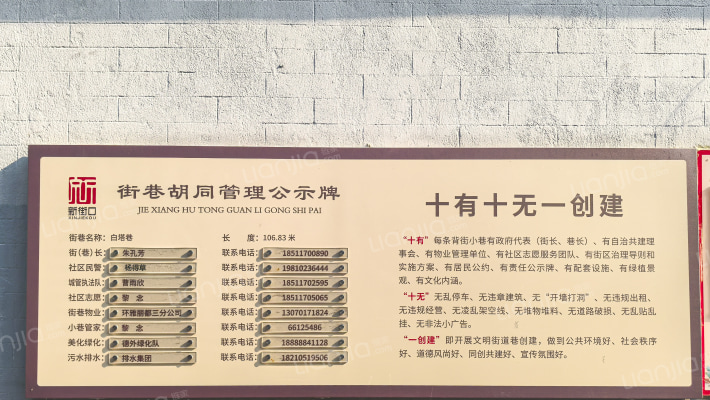 街巷胡同管理公示牌
JIE XIANG HU TONG GUAN LI GONG SHI PAI
新街口
XINJIEKOU
街巷名称：白塔巷 长 度：106.83 米
街(巷)长： 朱孔芳 联系电话： 18511700890
社区民警： 杨得草 联系电话： 19810236444
城管执法队： 曹雨欣 联系电话： 18511702595
社区志愿： 黎 念 联系电话： 18511705065
街巷物业： 环雅丽都三分公司 联系电话： 13070171824
小巷管家： 黎 念 联系电话： 66125486
美化绿化： 德外绿化队 联系电话： 18888841128
污水排水： 排水集团 联系电话： 18210519506
十有十无一创建
“十有”每条背街小巷有政府代表（街长、巷长）、有自治共建理
事会、有物业管理单位、有社区志愿服务团队、有街区治理导则和
实施方案、有居民公约、有责任公示牌、有配套设施、有绿植景
观、有文化内涵。
“十无”无乱停车、无违章建筑、无“开墙打洞”、无违规出租、
无违规经营、无凌乱架空线、无堆物堆料、无道路破损、无乱贴乱
挂、无非法小广告。
“一创建”即开展文明街道巷创建，做到公共环境好、社会秩序
好、道德风尚好、同创共建好、宣传氛围好。